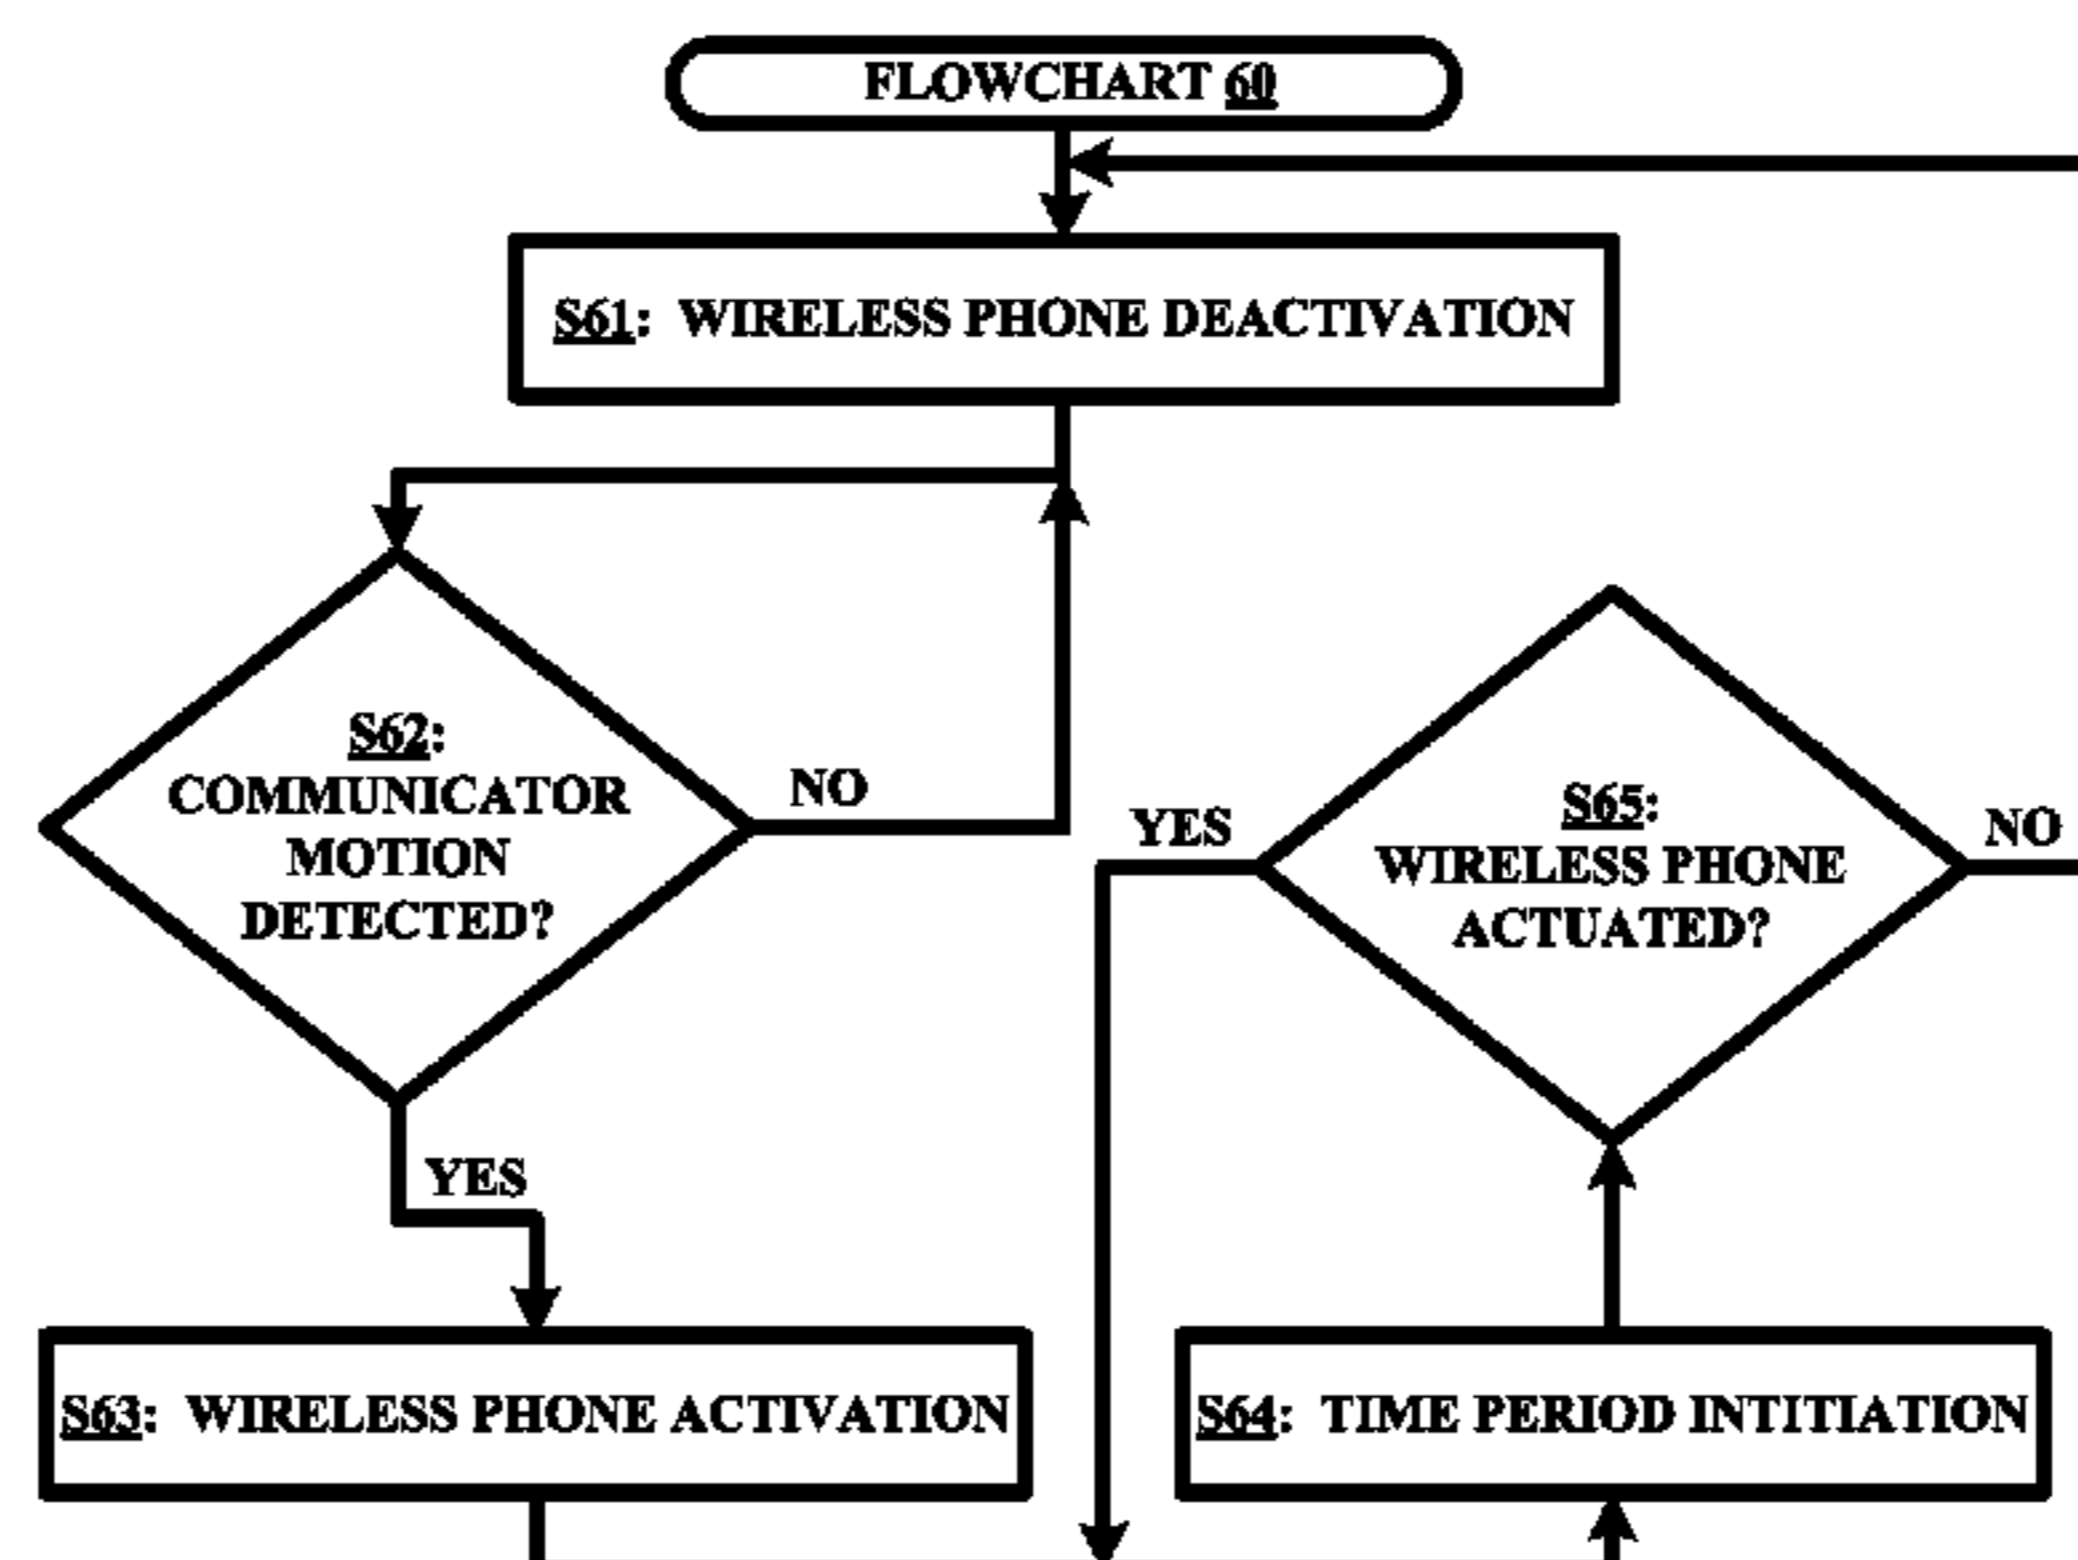 FLOWCHART 60
S61: WIRELESS PHONE DEACTIVATION
S62:
COMMUNICATOR
MOTION
DETECTED?
NO
YES
S65:
WIRELESS PHONE
ACTUATED?
YES
NO
S63: WIRELESS PHONE ACTIVATION
S64: TIME PERIOD INTITIATION